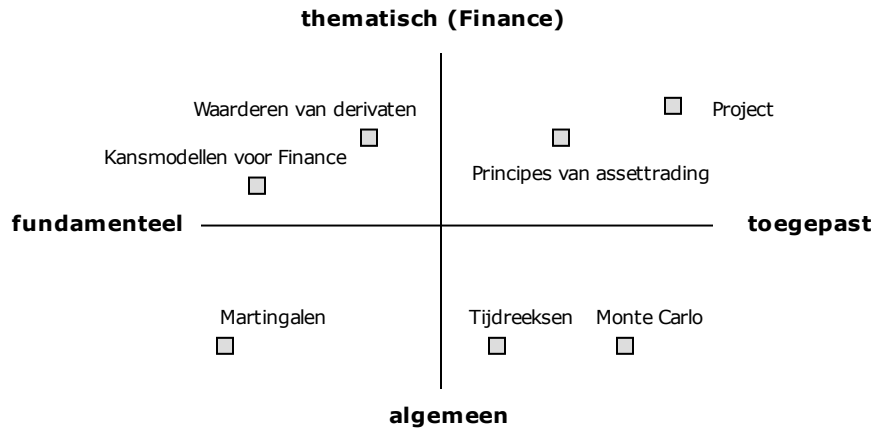 thematisch (Finance)
Waarderen van derivaten
Project
Kansmodellen voor Finance
Principes van assettrading
fundamenteel
toegepast
Martingalen
Tijdreeksen
Monte Carlo
algemeen